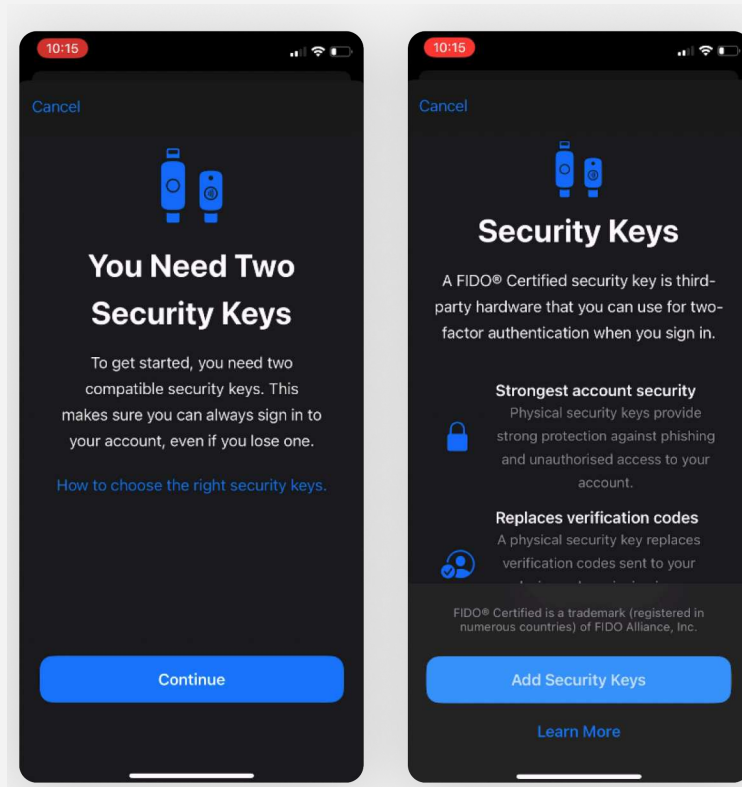 10:15
Cancel
You Need Two
Security Keys
To get started, you need two
compatible security keys. This
makes sure you can always sign in to
your account, even if you lose one.
How to choose the right security keys.
Continue
10:15
Cancel
Security Keys
A FIDO® Certified security key is third-
party hardware that you can use for two-
factor authentication when you sign in.
Strongest account security
Physical security keys provide
strong protection against phishing
and unauthorised access to your
account.
Replaces verification codes
A physical security key replaces
verification codes sent to your
FIDO® Certified is a trademark (registered in
numerous countries) of FIDO Alliance, Inc.
Add Security Keys
Learn More